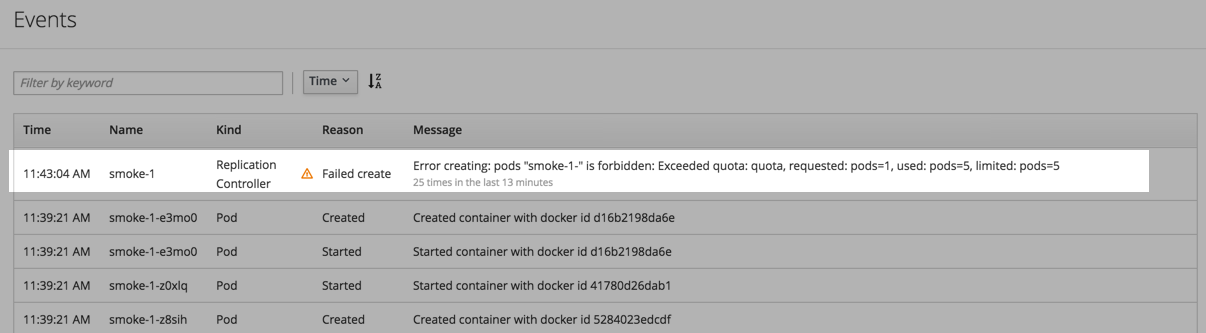 Events
Filter by keyword
Time
Z
A
Time Name Kind Reason Message
11:43:04 AM smoke-1 Replication Controller Failed create Error creating: pods "smoke-1-" is forbidden: Exceeded quota: quota, requested: pods=1, used: pods=5, limited: pods=5
25 times in the last 13 minutes
11:39:21 AM smoke-1-e3mo0 Pod Created Created container with docker id d16b2198da6e
11:39:21 AM smoke-1-e3mo0 Pod Started Started container with docker id d16b2198da6e
11:39:21 AM smoke-1-z0xlq Pod Started Started container with docker id 41780d26dab1
11:39:21 AM smoke-1-z8sih Pod Created Created container with docker id 5284023edcdf